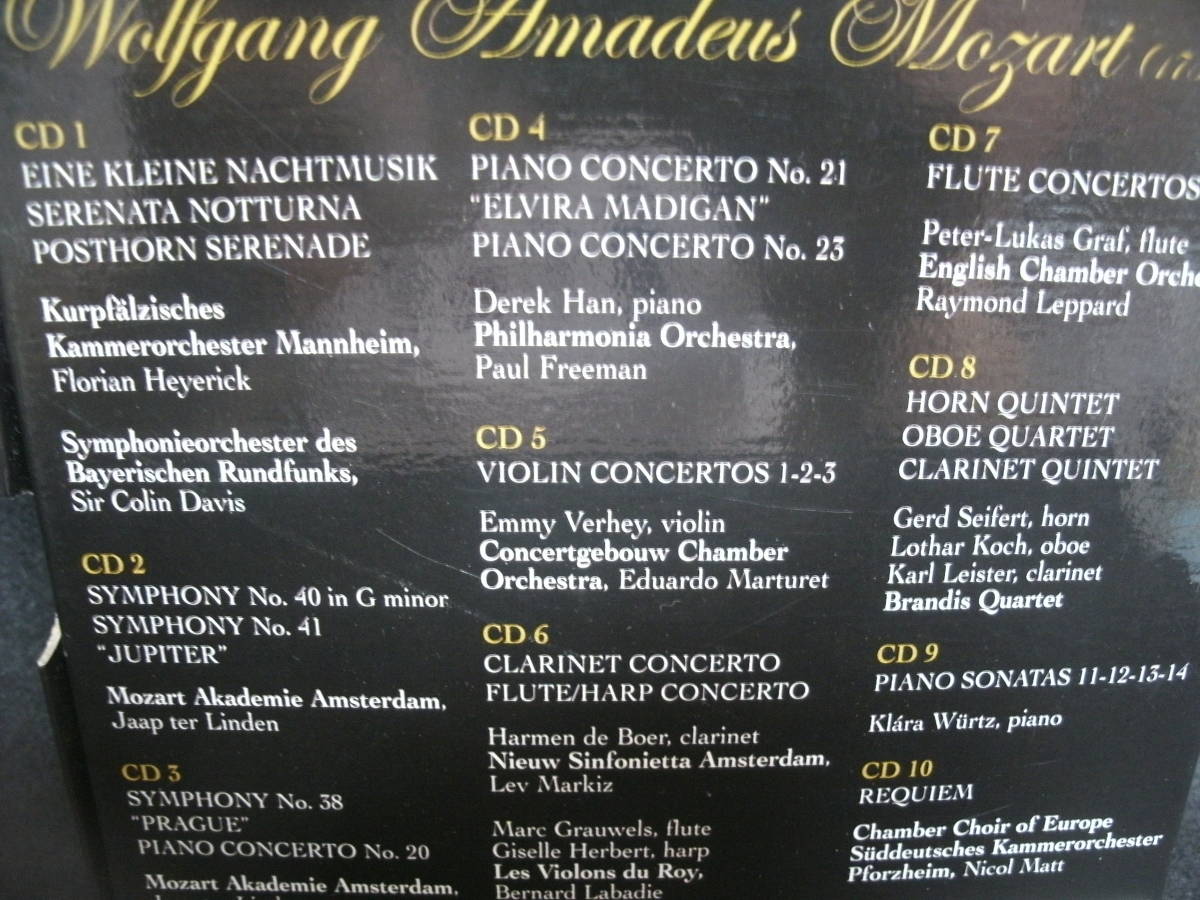 Wolfgang Amadeus Mozart (17
CD 1
EINE KLEINE NACHTMUSIK
SERENATA NOTTURNA
POSTHORN SERENADE
Kurpfälzisches
Kammerorchester Mannheim,
Florian Heyerick
Symphonieorchester des
Bayerischen Rundfunks,
Sir Colin Davis
CD 2
SYMPHONY No. 40 in G minor
SYMPHONY No. 41
"JUPITER"
Mozart Akademie Amsterdam,
Jaap ter Linden
CD 3
SYMPHONY No. 38
"PRAGUE"
PIANO CONCERTO No. 20
Mozart Akademie Amsterdam,
CD 4
PIANO CONCERTO No. 21
"ELVIRA MADIGAN"
PIANO CONCERTO No. 23
Derek Han, piano
Philharmonia Orchestra,
Paul Freeman
CD 5
VIOLIN CONCERTOS 1-2-3
Emmy Verhey, violin
Concertgebouw Chamber
Orchestra, Eduardo Marturet
CD 6
CLARINET CONCERTO
FLUTE/HARP CONCERTO
Harmen de Boer, clarinet
Nieuw Sinfonietta Amsterdam,
Lev Markiz
Marc Grauwels, flute
Giselle Herbert, harp
Les Violons du Roy,
Bernard Labadie
CD 7
FLUTE CONCERTOS
Peter-Lukas Graf, flute
English Chamber Orche
Raymond Leppard
CD 8
HORN QUINTET
OBOE QUARTET
CLARINET QUINTET
Gerd Seifert, horn
Lothar Koch, oboe
Karl Leister, clarinet
Brandis Quartet
CD 9
PIANO SONATAS 11-12-13-14
Klára Würtz, piano
CD 10
REQUIEM
Chamber Choir of Europe
Süddeutsches Kammerorchester
Pforzheim, Nicol Matt